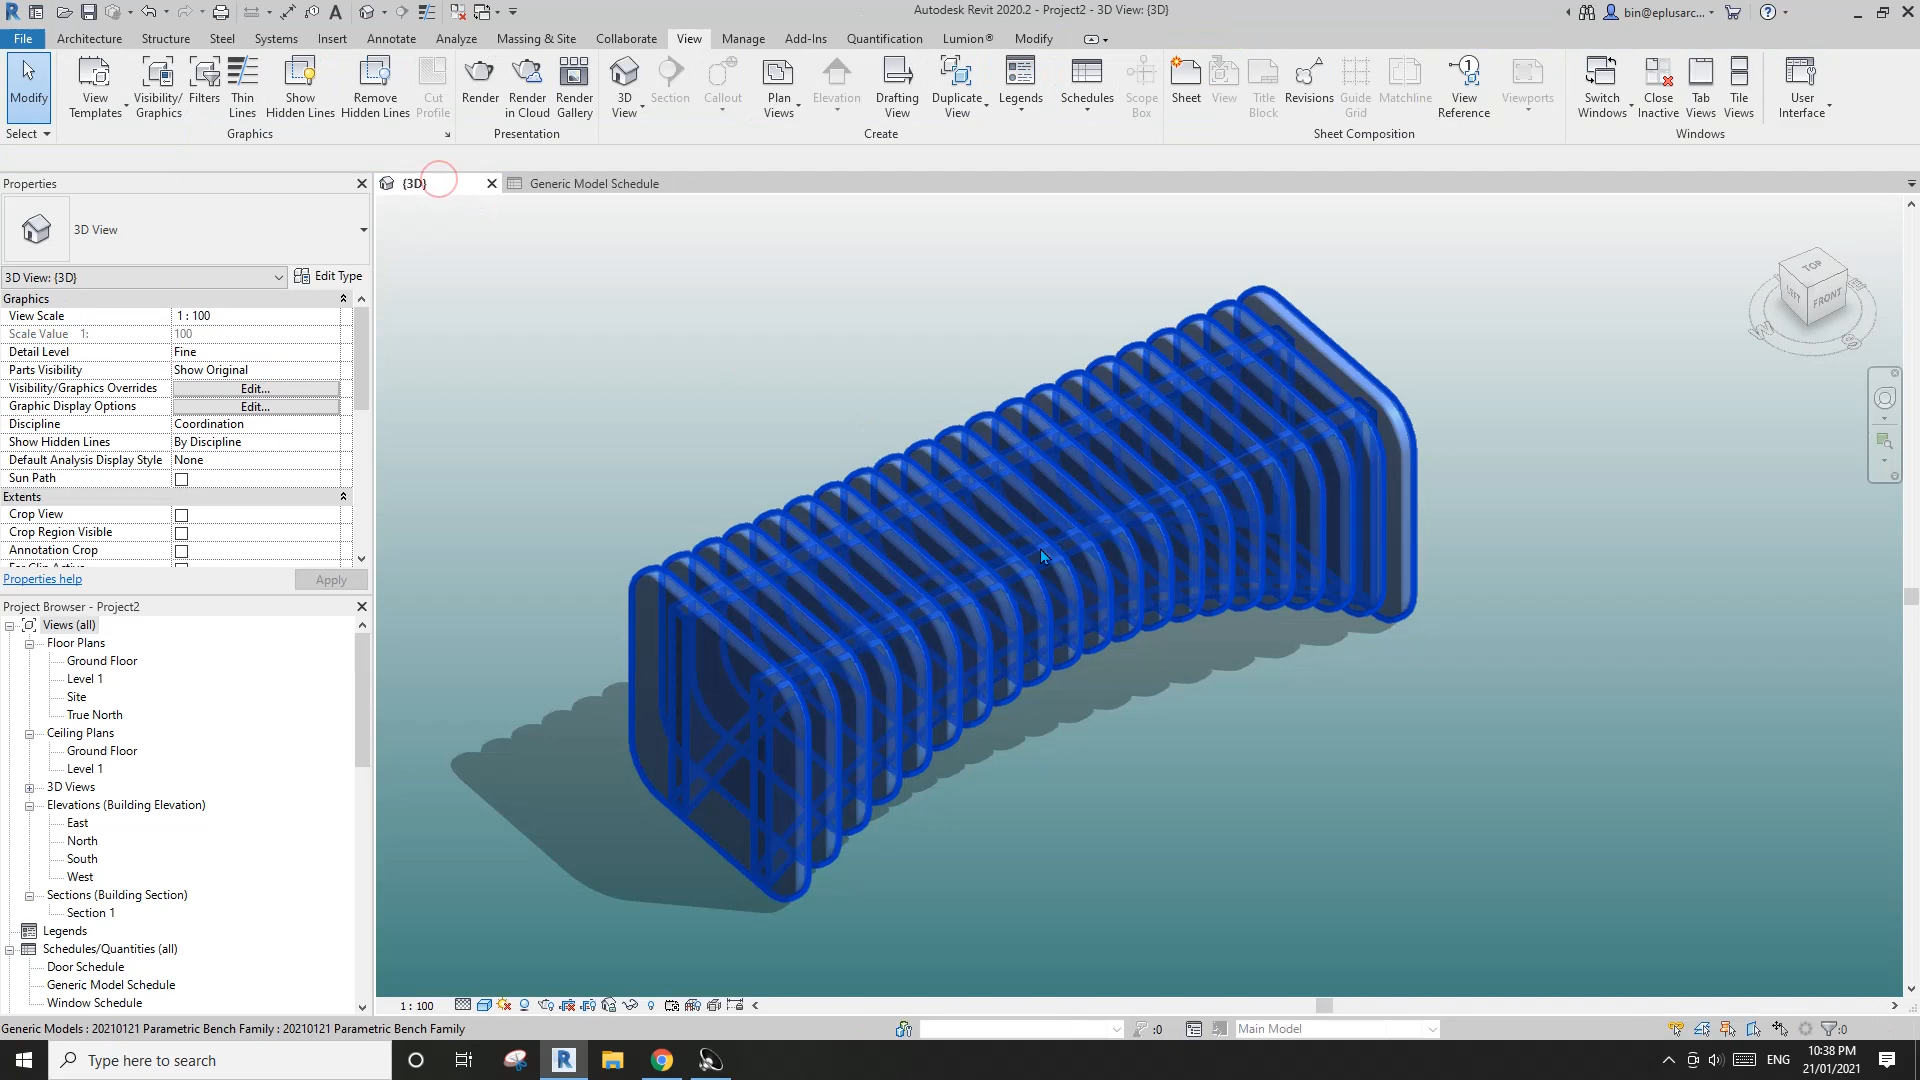 Autodesk Revit 2020.2 - Project2 - 3D View: {3D}
bin@eplusarc...
File Architecture Structure Steel Systems Insert Annotate Analyze Massing & Site Collaborate View Manage Add-Ins Quantification Lumion® Modify
Modify
View Templates
Visibility/ Graphics
Filters
Thin Lines
Show Hidden Lines
Remove Hidden Lines
Cut Profile
Render
Render in Cloud
Render Gallery
3D View
Section
Callout
Plan Views
Elevation
Drafting View
Duplicate View
Legends
Schedules
Scope Box
Sheet
View
Title Block
Revisions
Guide Grid
Matchline
View Reference
Viewports
Switch Windows
Close Inactive
Tab Views
Tile Views
User Interface
Select
Graphics
Presentation
Create
Sheet Composition
Windows
Properties
{3D}
Generic Model Schedule
3D View
3D View: {3D}
Edit Type
Graphics
View Scale 1 : 100
Scale Value 1: 100
Detail Level Fine
Parts Visibility Show Original
Visibility/Graphics Overrides Edit...
Graphic Display Options Edit...
Discipline Coordination
Show Hidden Lines By Discipline
Default Analysis Display Style None
Sun Path
Extents
Crop View
Crop Region Visible
Annotation Crop
Properties help
Apply
Project Browser - Project2
Views (all)
Floor Plans
Ground Floor
Level 1
Site
True North
Ceiling Plans
Ground Floor
Level 1
3D Views
Elevations (Building Elevation)
East
North
South
West
Sections (Building Section)
Section 1
Legends
Schedules/Quantities (all)
Door Schedule
Generic Model Schedule
Window Schedule
TOP
LEFT
FRONT
W
S
1 : 100
Generic Models : 20210121 Parametric Bench Family : 20210121 Parametric Bench Family
:0
Main Model
:0
Type here to search
ENG
10:38 PM
21/01/2021